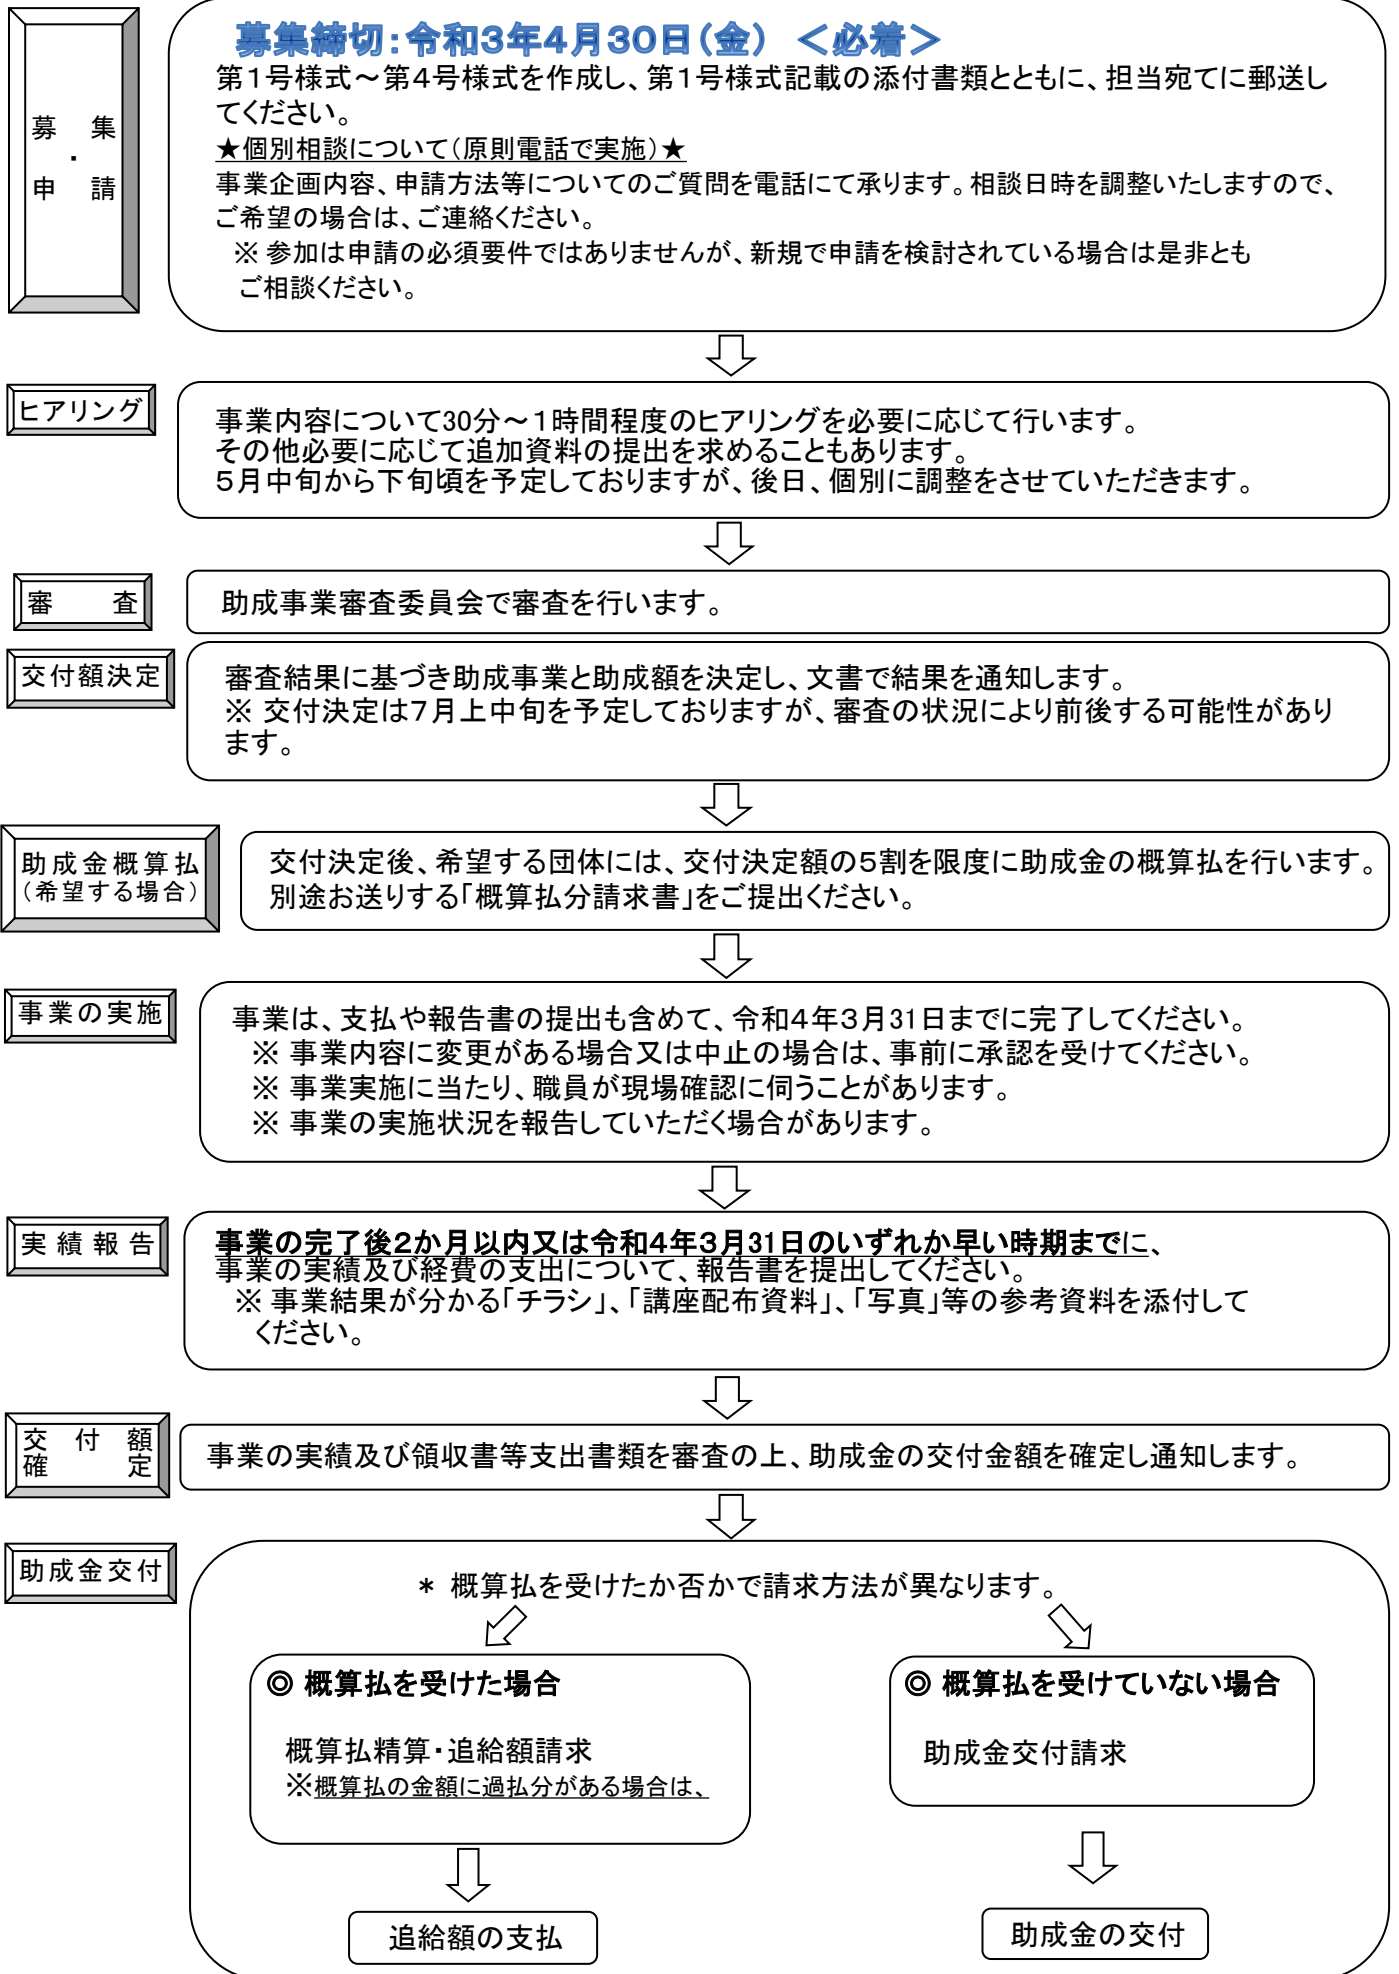 募　集
・
申　請
募集締切：令和３年４月３０日（金）　＜必着＞
第１号様式～第４号様式を作成し、第１号様式記載の添付書類とともに、担当宛てに郵送し
てください。
★個別相談について（原則電話で実施）★
事業企画内容、申請方法等についてのご質問を電話にて承ります。相談日時を調整いたしますので、
ご希望の場合は、ご連絡ください。
※ 参加は申請の必須要件ではありませんが、新規で申請を検討されている場合は是非とも
ご相談ください。
ヒアリング
事業内容について30分～１時間程度のヒアリングを必要に応じて行います。
その他必要に応じて追加資料の提出を求めることもあります。
５月中旬から下旬頃を予定しておりますが、後日、個別に調整をさせていただきます。
審　　査
助成事業審査委員会で審査を行います。
交付額決定
審査結果に基づき助成事業と助成額を決定し、文書で結果を通知します。
※ 交付決定は７月上中旬を予定しておりますが、審査の状況により前後する可能性があり
ます。
助成金概算払
（希望する場合）
交付決定後、希望する団体には、交付決定額の５割を限度に助成金の概算払を行います。
別途お送りする「概算払分請求書」をご提出ください。
事業の実施
事業は、支払や報告書の提出も含めて、令和４年３月31日までに完了してください。
※ 事業内容に変更がある場合又は中止の場合は、事前に承認を受けてください。
※ 事業実施に当たり、職員が現場確認に伺うことがあります。
※ 事業の実施状況を報告していただく場合があります。
実績報告
事業の完了後２か月以内又は令和４年３月31日のいずれか早い時期までに、
事業の実績及び経費の支出について、報告書を提出してください。
※ 事業結果が分かる「チラシ」、「講座配布資料」、「写真」等の参考資料を添付して
ください。
交　付　額
確　　　定
事業の実績及び領収書等支出書類を審査の上、助成金の交付金額を確定し通知します。
助成金交付
* 概算払を受けたか否かで請求方法が異なります。
◎ 概算払を受けた場合
概算払精算・追給額請求
※概算払の金額に過払分がある場合は、
追給額の支払
◎ 概算払を受けていない場合
助成金交付請求
助成金の交付